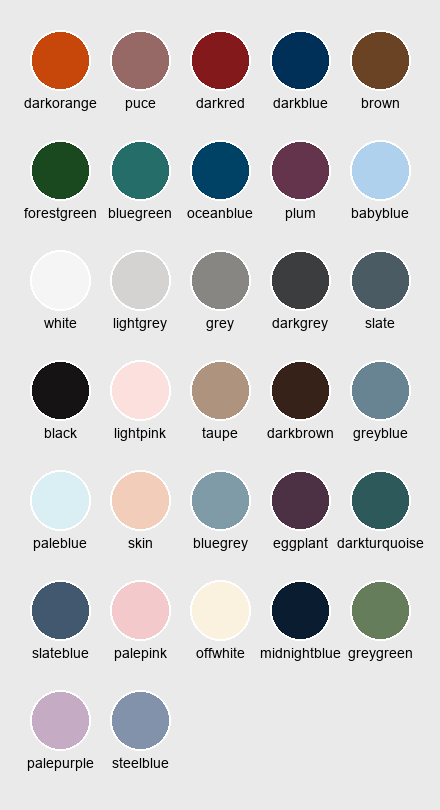 darkorange puce darkred darkblue brown
forestgreen bluegreen oceanblue plum babyblue
white lightgrey grey darkgrey slate
black lightpink taupe darkbrown greyblue
paleblue skin bluegrey eggplant darkturquoise
slateblue palepink offwhite midnightblue greygreen
palepurple steelblue